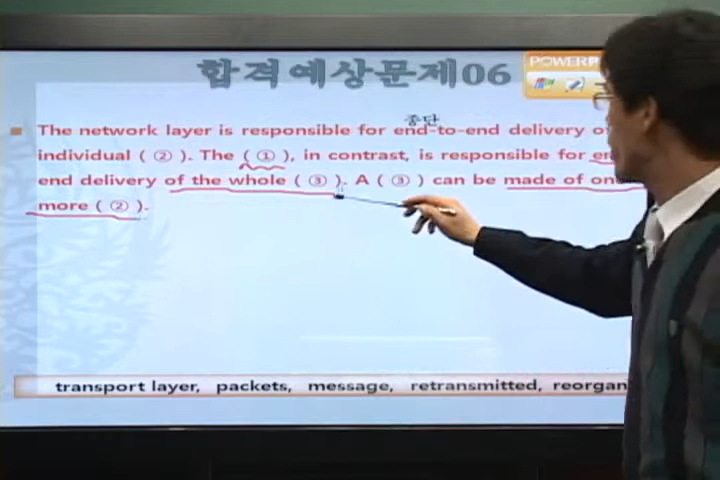 합격예상문제06
POWERP
중단
The network layer is responsible for end-to-end delivery of
individual ( ② ). The ( ① ), in contrast, is responsible for en
end delivery of the whole ( ③ ). A ( ③ ) can be made of one
more ( ② ).
transport layer, packets, message, retransmitted, reorgan